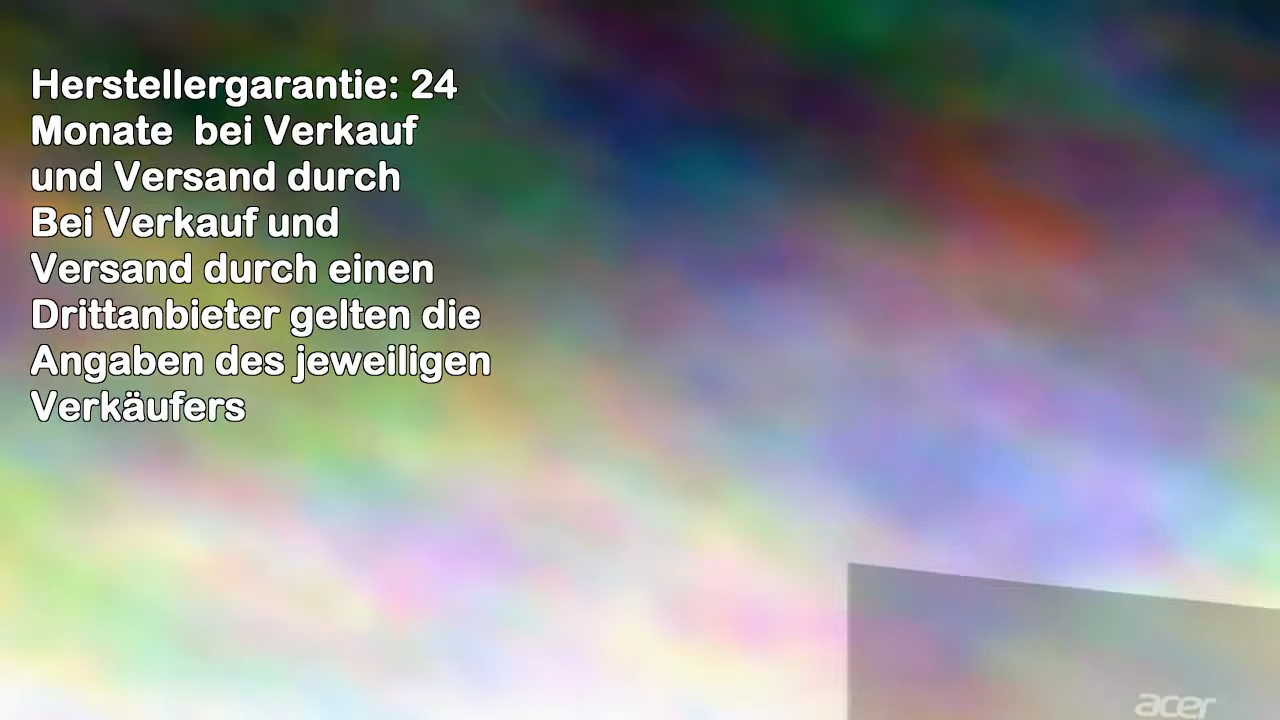 Herstellergarantie: 24
Monate  bei Verkauf
und Versand durch
Bei Verkauf und
Versand durch einen
Drittanbieter gelten die
Angaben des jeweiligen
Verkäufers
acer